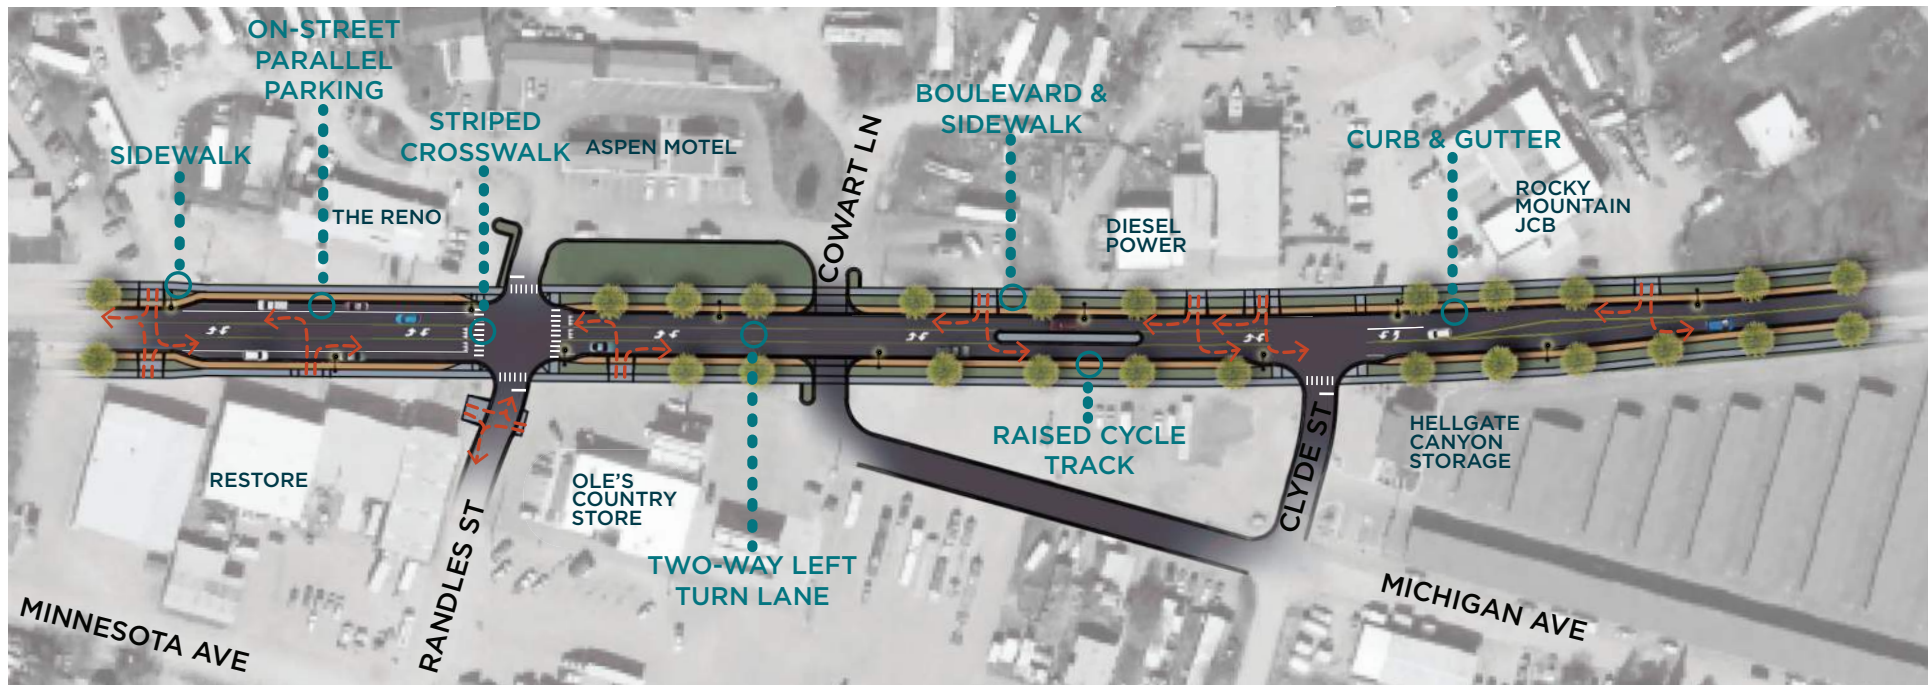 ON-STREET
PARALLEL
PARKING
SIDEWALK
STRIPED
CROSSWALK
ASPEN MOTEL
THE RENO
COWART LN
BOULEVARD &
SIDEWALK
DIESEL
POWER
CURB & GUTTER
ROCKY
MOUNTAIN
JCB
RESTORE
OLE'S
COUNTRY
STORE
RANDLES ST
MINNESOTA AVE
TWO-WAY LEFT
TURN LANE
RAISED CYCLE
TRACK
CLYDE ST
HELLGATE
CANYON
STORAGE
MICHIGAN AVE